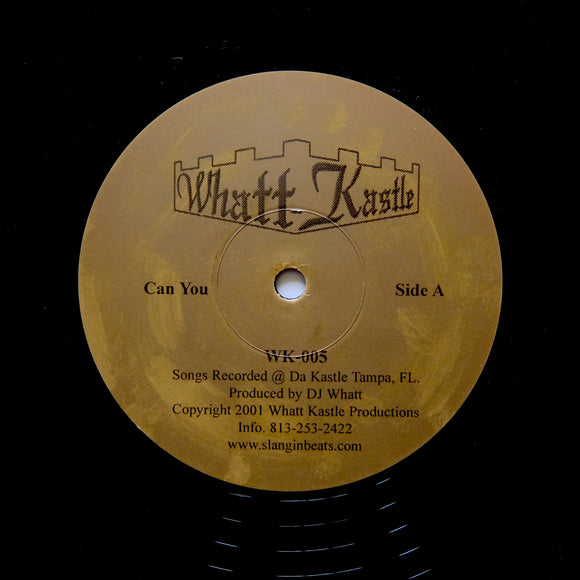 Whatt-Kastle
Can You
Side A
WK-005
Songs Recorded @ Da Kastle Tampa, FL.
Produced by DJ Whatt
Copyright 2001 Whatt Kastle Productions
Info. 813-253-2422
www.slanginbeats.com